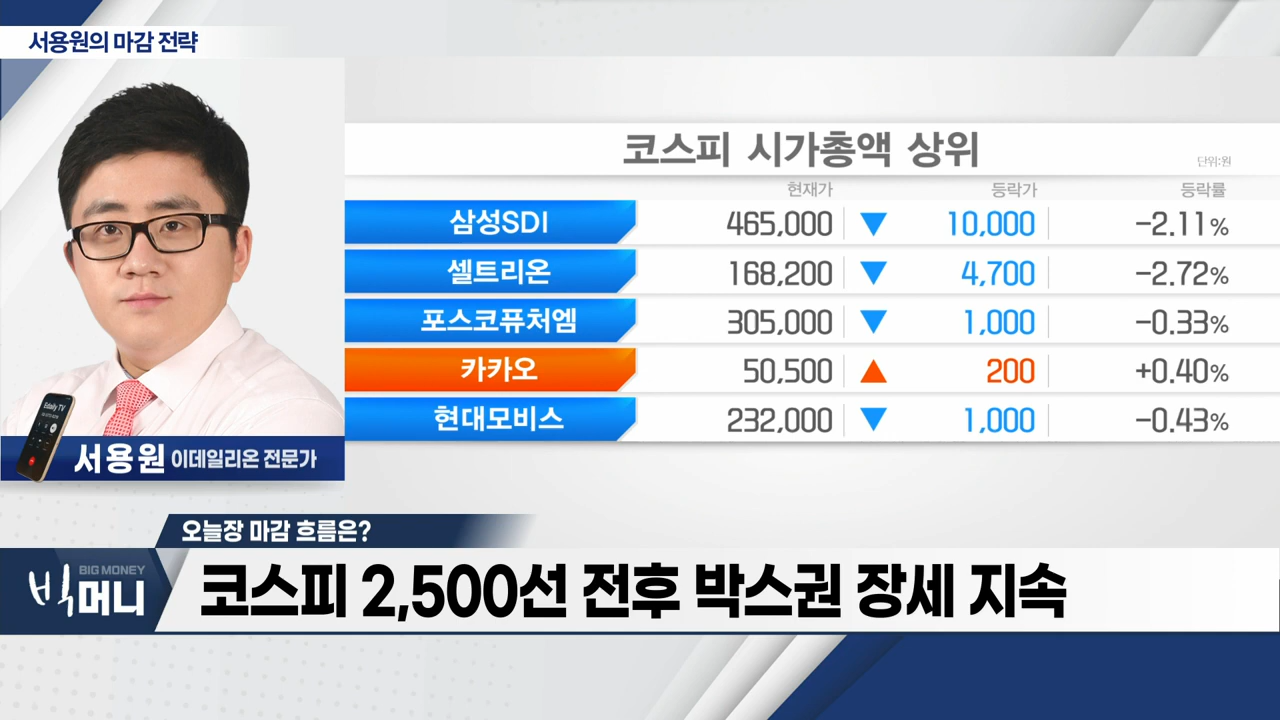 서용원의 마감 전략
코스피 시가총액 상위
단위:원
현재가 등락가 등락률
삼성SDI 465,000 ▼ 10,000 -2.11%
셀트리온 168,200 ▼ 4,700 -2.72%
포스코퓨처엠 305,000 ▼ 1,000 -0.33%
카카오 50,500 ▲ 200 +0.40%
현대모비스 232,000 ▼ 1,000 -0.43%
Edaily TV
서용원 이데일리온 전문가
오늘장 마감 흐름은?
BIG MONEY
빅머니
코스피 2,500선 전후 박스권 장세 지속